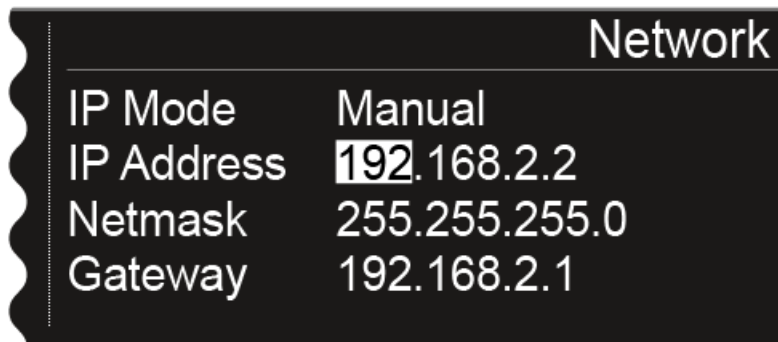 Network
IP Mode Manual
IP Address 192.168.2.2
Netmask 255.255.255.0
Gateway 192.168.2.1